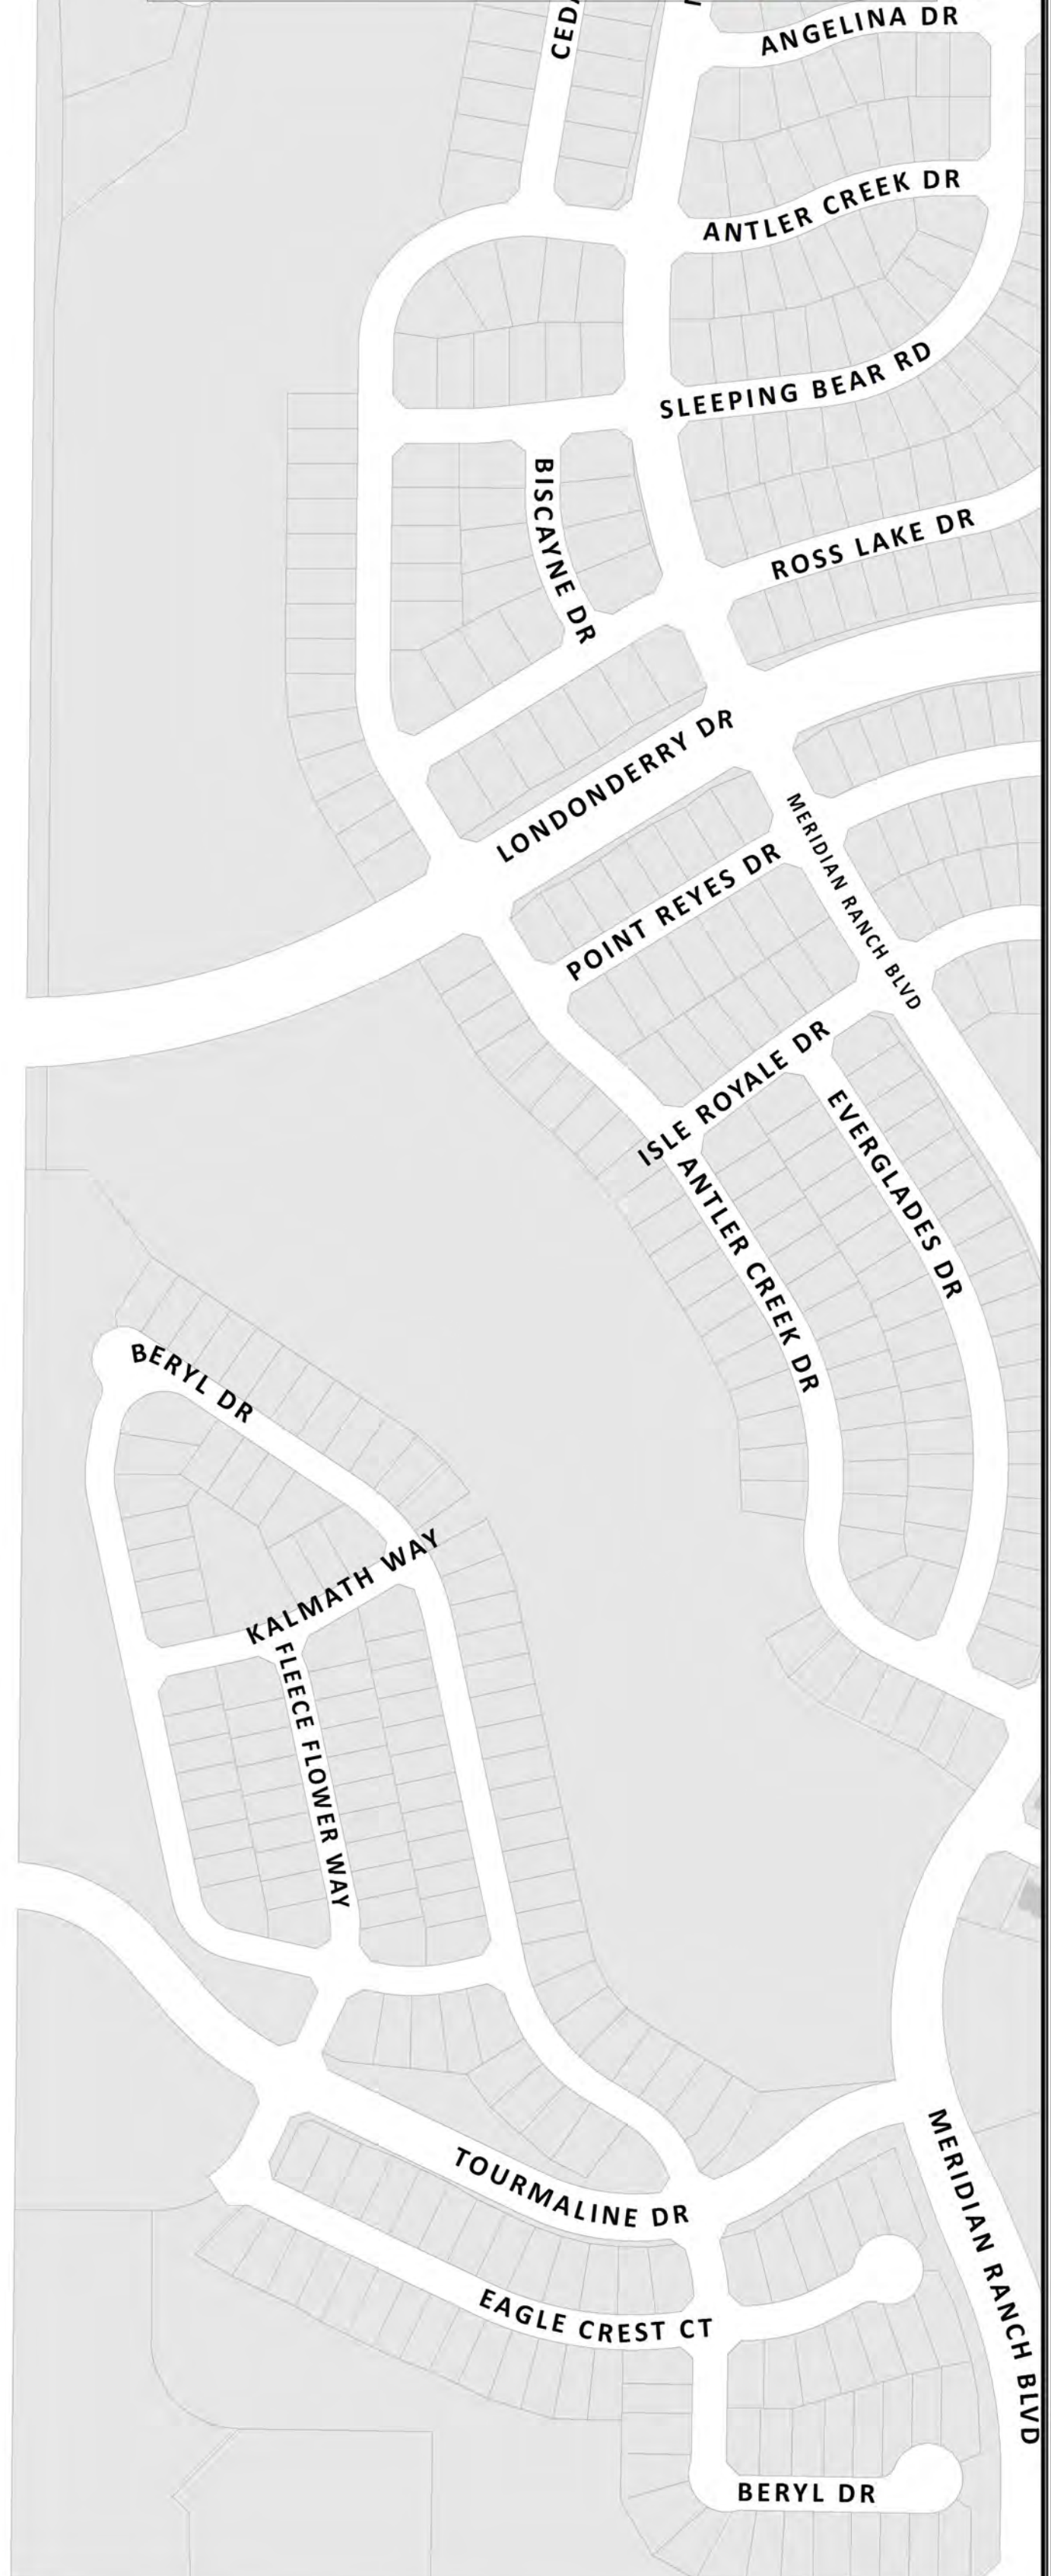 ANGELINA DR
ANTLER CREEK DR
SLEEPING BEAR RD
BISCAYNE DR
ROSS LAKE DR
LONDONDERRY DR
MERIDIAN RANCH BLVD
POINT REYES DR
ISLE ROYALE DR
EVERGLADES DR
ANTLER CREEK DR
BERYL DR
KALMATH WAY
FLEECE FLOWER WAY
TOURMALINE DR
MERIDIAN RANCH BLVD
EAGLE CREST CT
BERYL DR